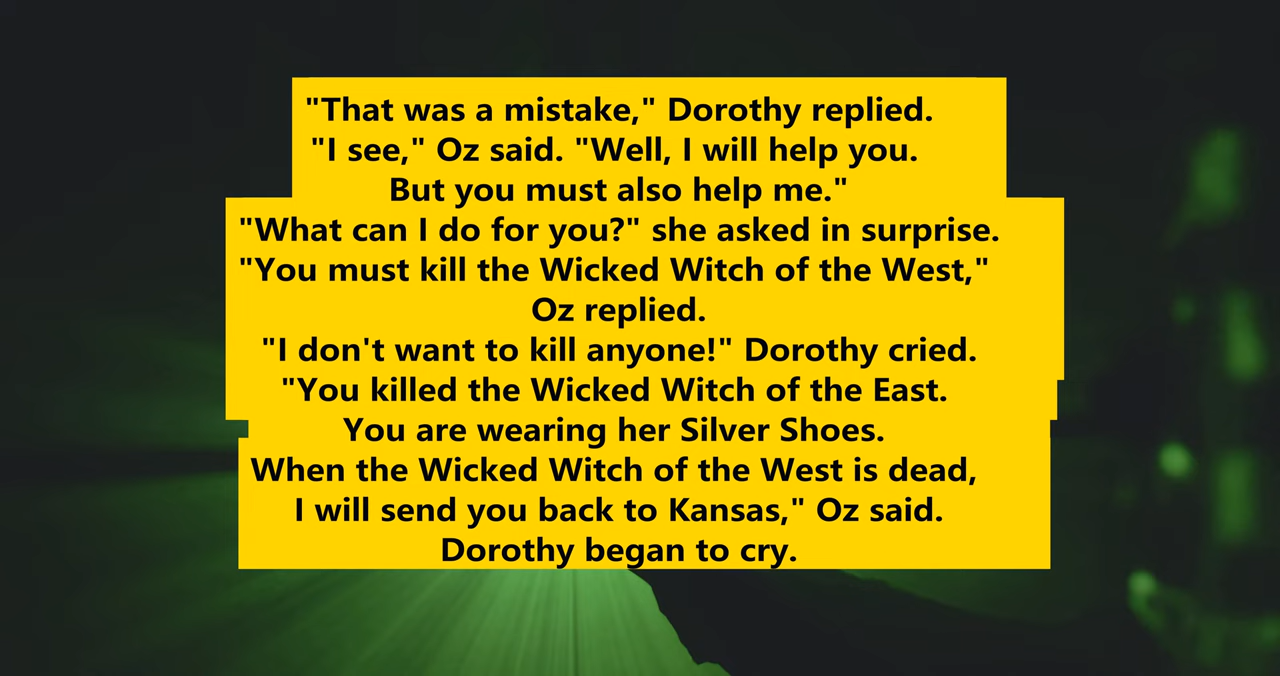 "That was a mistake," Dorothy replied.
"I see," Oz said. "Well, I will help you.
But you must also help me."
"What can I do for you?" she asked in surprise.
"You must kill the Wicked Witch of the West,"
Oz replied.
"I don't want to kill anyone!" Dorothy cried.
"You killed the Wicked Witch of the East.
You are wearing her Silver Shoes.
When the Wicked Witch of the West is dead,
I will send you back to Kansas," Oz said.
Dorothy began to cry.